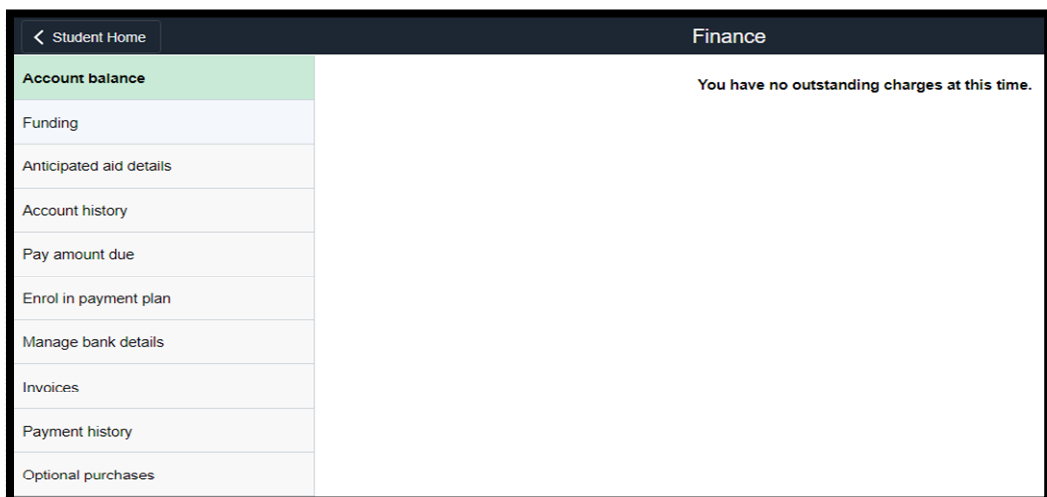 Student Home
Finance
Account balance
You have no outstanding charges at this time.
Funding
Anticipated aid details
Account history
Pay amount due
Enrol in payment plan
Manage bank details
Invoices
Payment history
Optional purchases